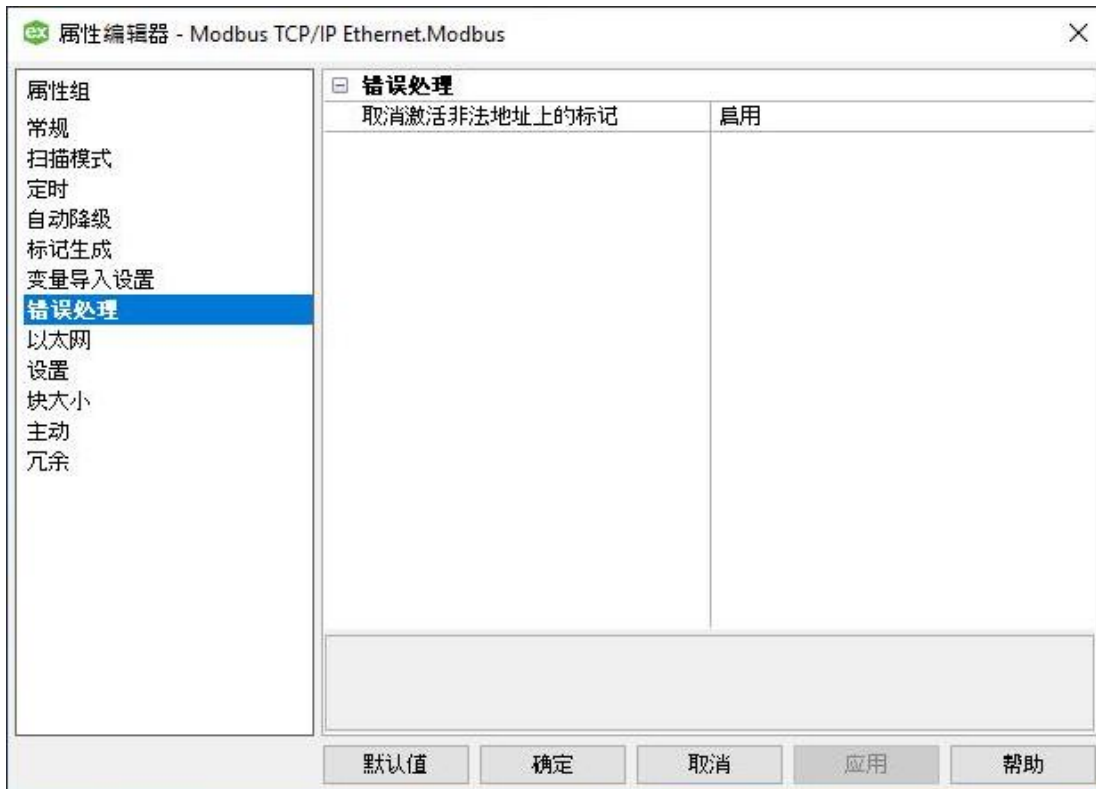 属性编辑器 - Modbus TCP/IP Ethernet.Modbus
属性组
常规
扫描模式
定时
自动降级
标记生成
变量导入设置
错误处理
以太网
设置
块大小
主动
冗余
错误处理
取消激活非法地址上的标记 启用
默认值 确定 取消 应用 帮助